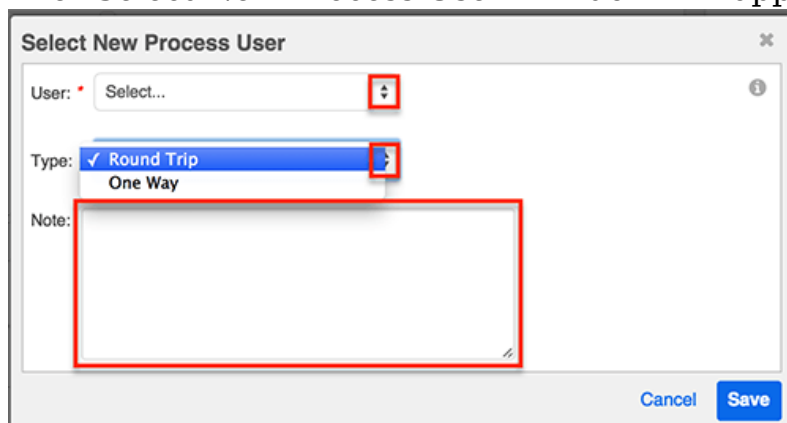 Select New Process User
User: * Select...
Type: ✓ Round Trip
One Way
Note:
Cancel Save